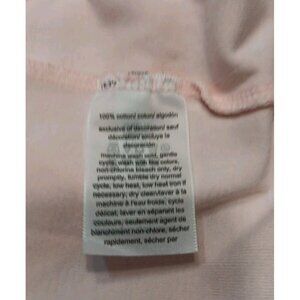 100% cotton/ coton/ algodón
exclusive of decoration/ sauf
décoration/ excluye la
decoración
machine wash cold, gentle
cycle, wash with like colors,
non-chlorine bleach only, dry
promptly, tumble dry normal
cycle, low heat, low heat iron if
necessary, dry clean/laver à la
machine à l'eau froids, cycle
délicat, laver en séparant les
couleurs, seulement agent de
blanchiment non-chlore, sécher
rapidement, sécher par